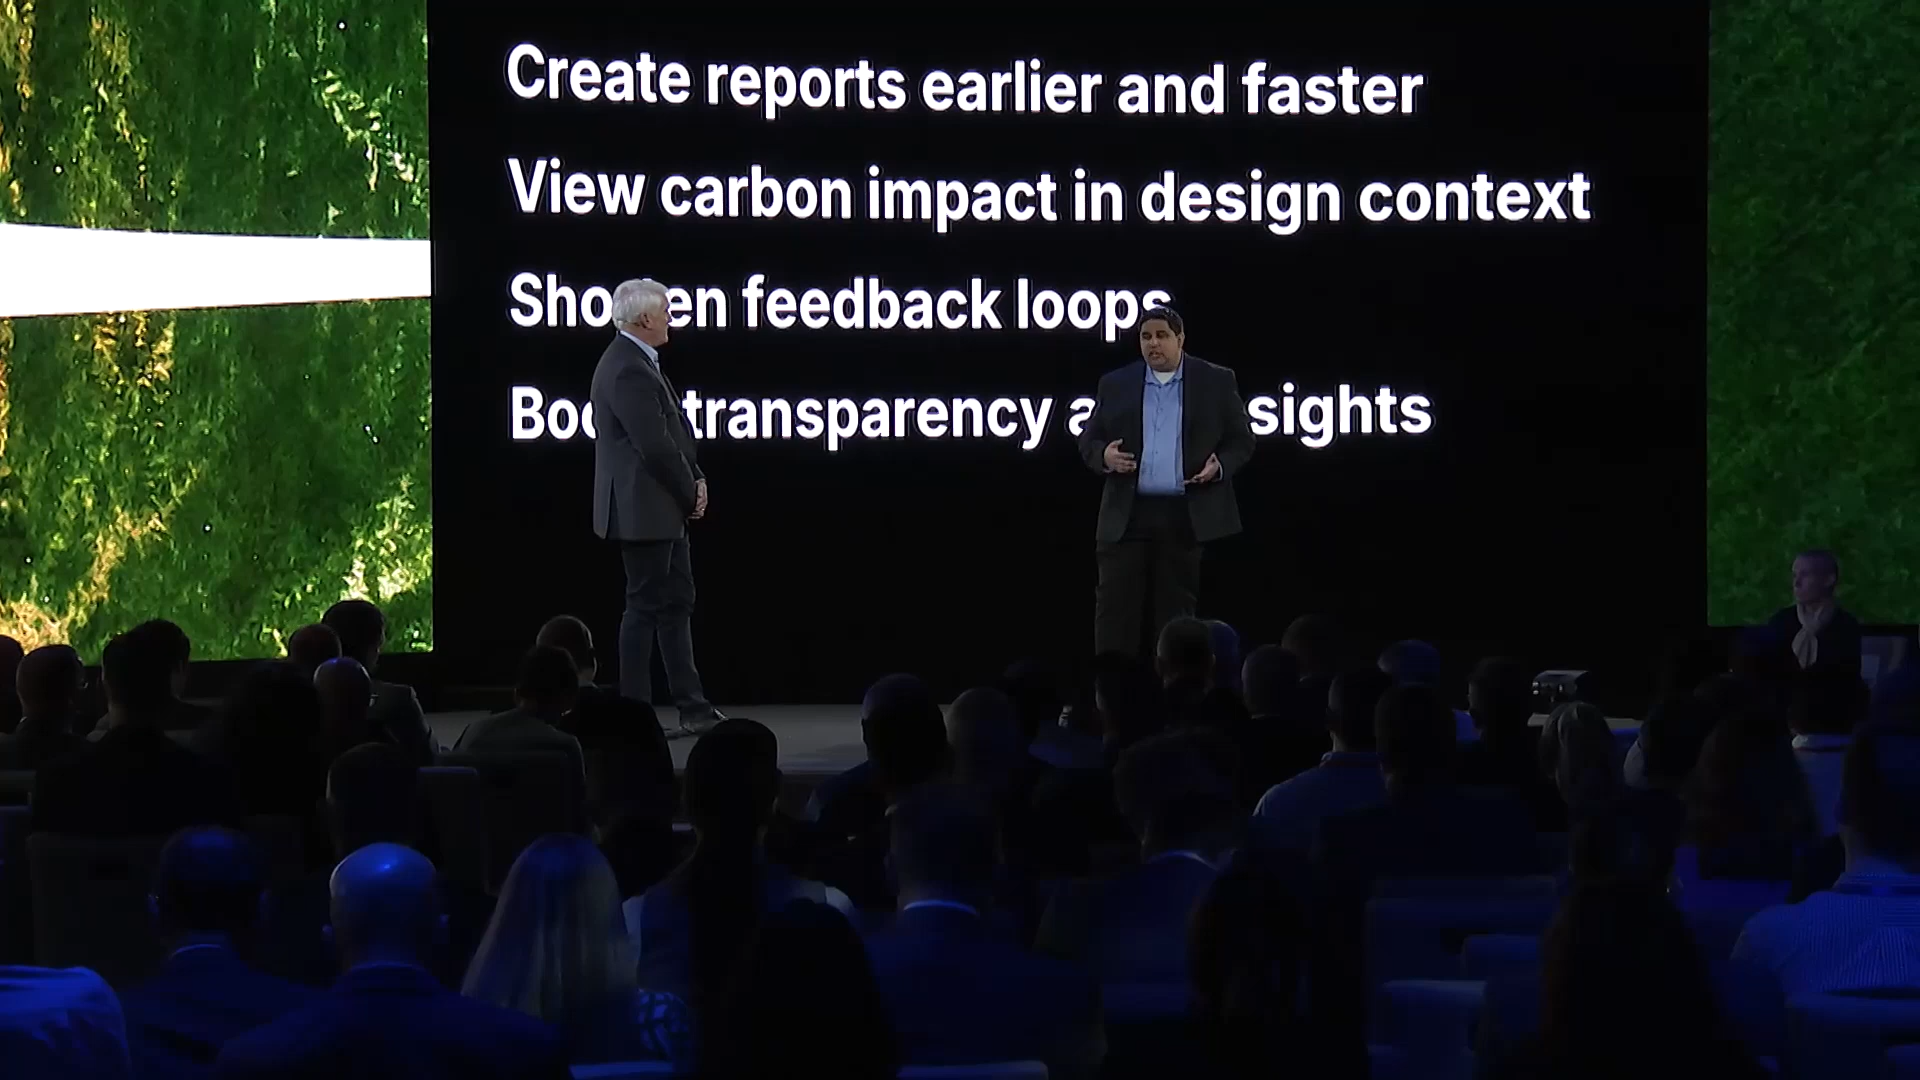 Create reports earlier and faster
View carbon impact in design context
feedback loops
transparency